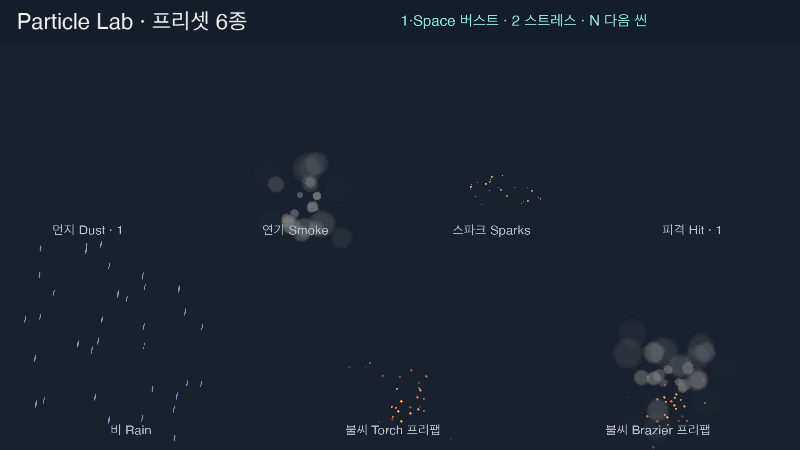 Particle Lab · 프리셋 6종
1·Space 버스트 · 2 스트레스 · N 다음 씬
먼지 Dust · 1
연기 Smoke
스파크 Sparks
피격 Hit · 1
비 Rain
불씨 Torch 프리팹
불씨 Brazier 프리팹